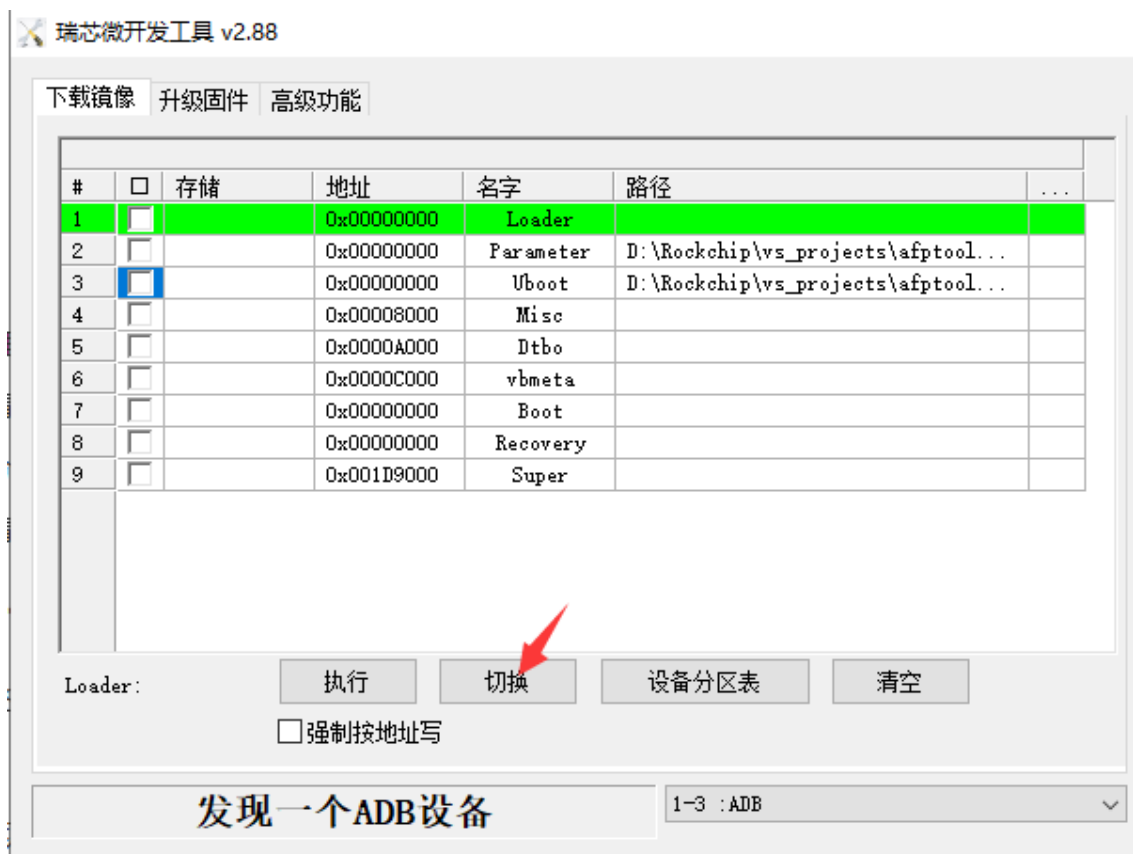 瑞芯微开发工具 v2.88
下载镜像 升级固件 高级功能
# 存储 地址 名字 路径 ...
1 0x00000000 Loader
2 0x00000000 Parameter D:\Rockchip\vs_projects\afptool...
3 0x00000000 Uboot D:\Rockchip\vs_projects\afptool...
4 0x00008000 Misc
5 0x0000A000 Dtbo
6 0x0000C000 vbmeta
7 0x00000000 Boot
8 0x00000000 Recovery
9 0x001D9000 Super
Loader: 执行 切换 设备分区表 清空
强制按地址写
发现一个ADB设备 1-3 :ADB